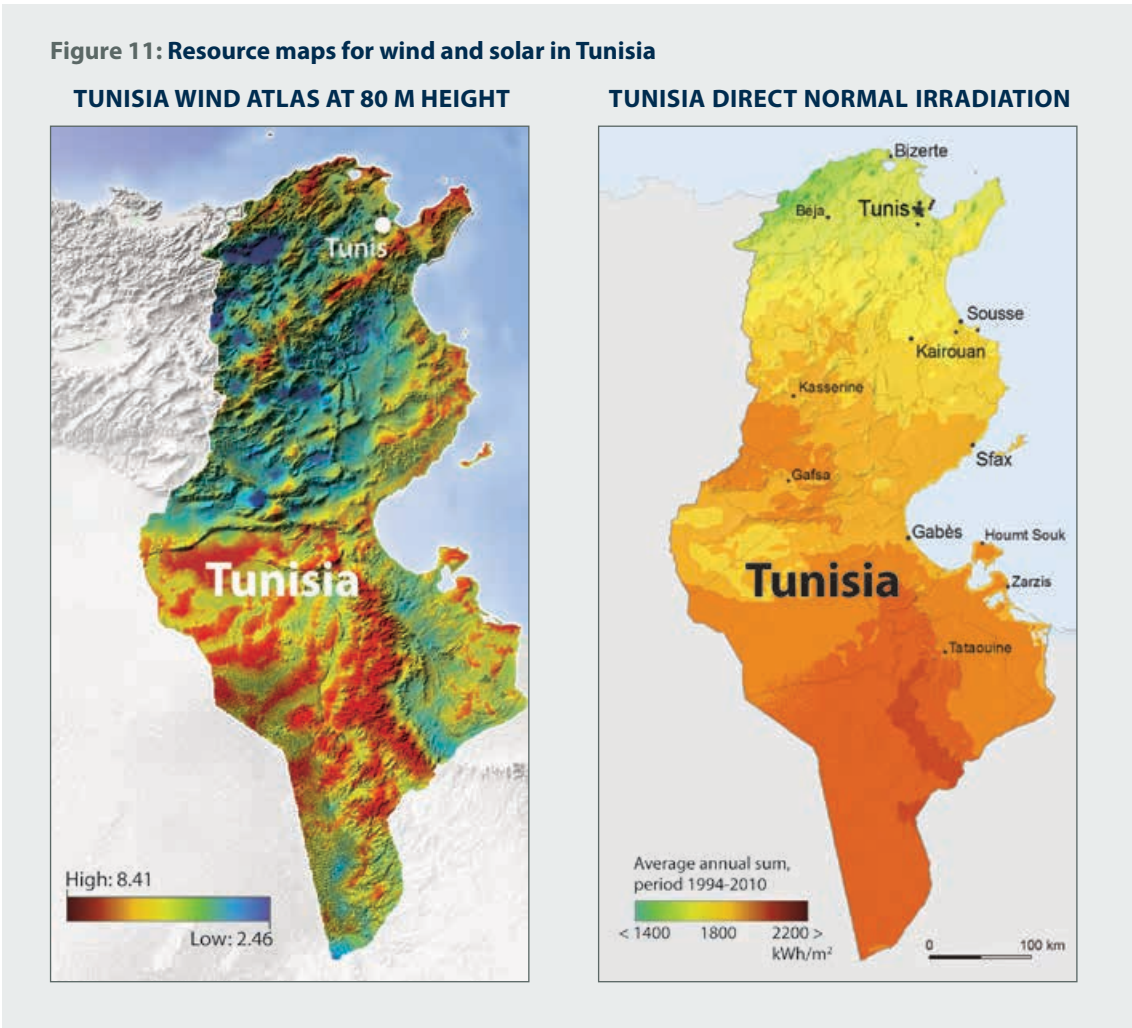 Figure 11: Resource maps for wind and solar in Tunisia
TUNISIA WIND ATLAS AT 80 M HEIGHT
Tunis
Tunisia
High: 8.41
Low: 2.46
TUNISIA DIRECT NORMAL IRRADIATION
Bizerte
Beja
Tunis
Sousse
Kairouan
Kasserine
Sfax
Gafsa
Gabès
Houmt Souk
Tunisia
Zarzis
Tataouine
Average annual sum,
period 1994-2010
< 1400 1800 2200 >
kWh/m²
0 100 km